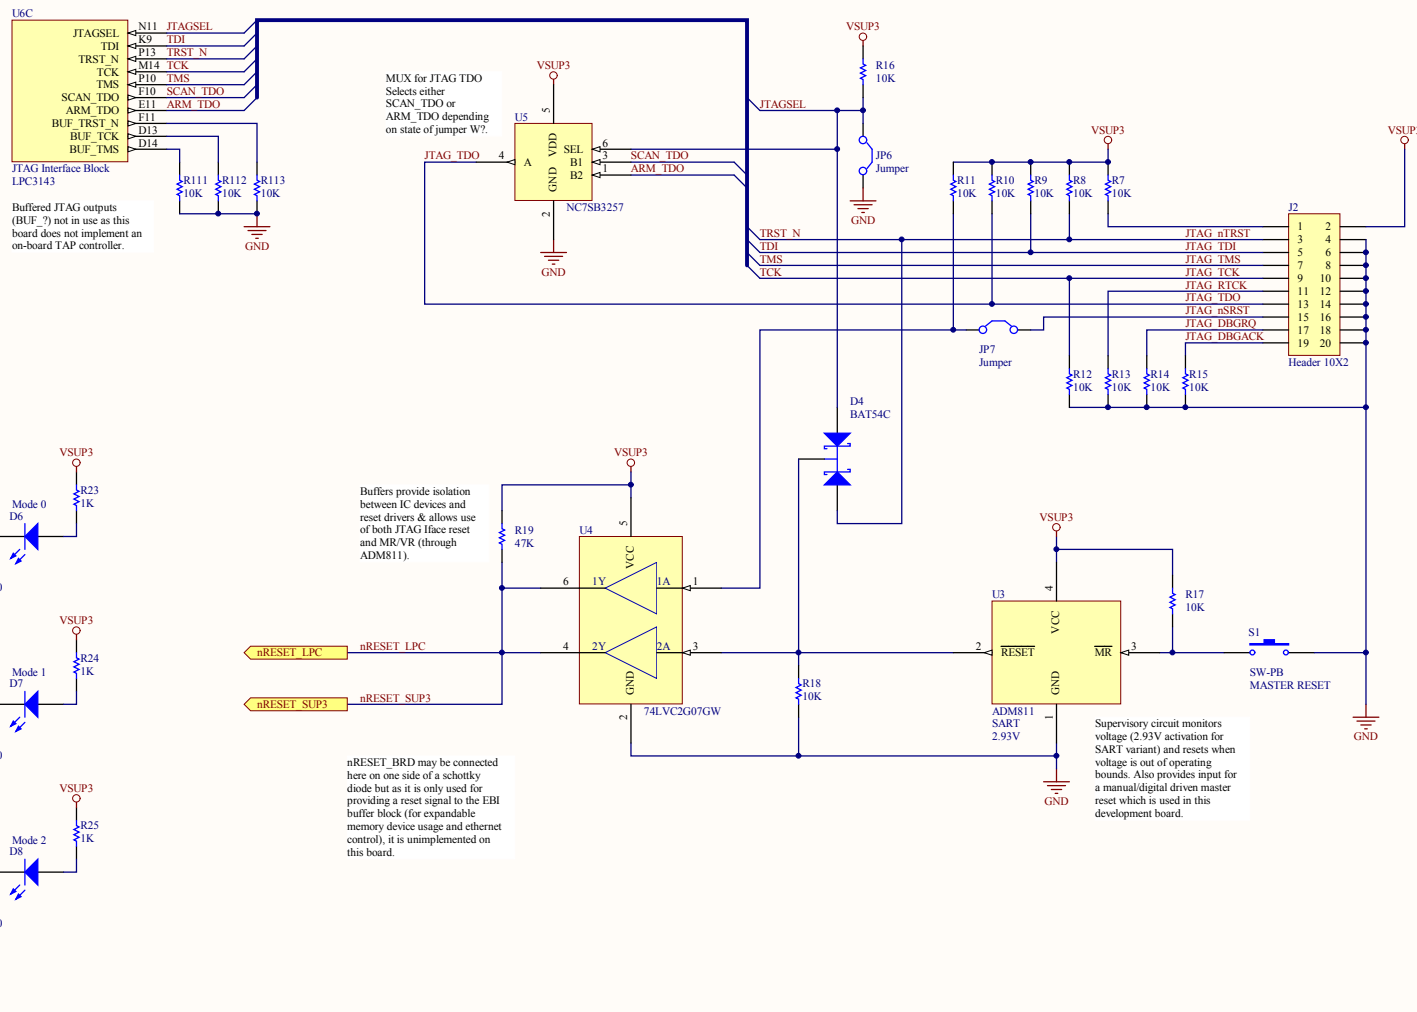 U6C
JTAGSEL
TDI
TRST_N
TCK
TMS
SCAN_TDO
ARM_TDO
BUF_TRST_N
BUF_TCK
BUF_TMS
N11 JTAGSEL
K9 TDI
P13 TRST_N
M14 TCK
P10 TMS
F10 SCAN_TDO
E11 ARM_TDO
F11
D13
D14
JTAG Interface Block
LPC3143
R111
10K
R112
10K
R113
10K
GND
Buffered JTAG outputs
(BUF_?) not in use as this
board does not implement an
on-board TAP controller.
MUX for JTAG TDO
Selects either
SCAN_TDO or
ARM_TDO depending
on state of jumper W?.
VSUP3
5
U5
VDD
GND
A
SEL
B1
B2
JTAG_TDO 4
6
3 SCAN_TDO
1 ARM_TDO
2
NC7SB3257
GND
VSUP3
R16
10K
JTAGSEL
JP6
Jumper
GND
VSUP3
VSUP3
R11
10K
R10
10K
R9
10K
R8
10K
R7
10K
TRST_N
TDI
TMS
TCK
JTAG_nTRST
JTAG_TDI
JTAG_TMS
JTAG_TCK
JTAG_RTCK
JTAG_TDO
JTAG_nSRST
JTAG_DBGRQ
JTAG_DBGACK
J2
1 2
3 4
5 6
7 8
9 10
11 12
13 14
15 16
17 18
19 20
Header 10X2
JP7
Jumper
R12
10K
R13
10K
R14
10K
R15
10K
D4
BAT54C
VSUP3
R23
1K
Mode 0
D6
VSUP3
R24
1K
Mode 1
D7
VSUP3
R25
1K
Mode 2
D8
Buffers provide isolation
between IC devices and
reset drivers & allows use
of both JTAG Iface reset
and MR/VR (through
ADM811).
VSUP3
R19
47K
U4
5
VCC
6 1Y 1A 1
4 2Y 2A 3
GND
2
74LVC2G07GW
nRESET_LPC nRESET_LPC
nRESET_SUP3 nRESET_SUP3
R18
10K
VSUP3
4
U3
VCC
2 RESET MR 3
GND
1
ADM811
SART
2.93V
GND
R17
10K
S1
SW-PB
MASTER RESET
GND
Supervisory circuit monitors
voltage (2.93V activation for
SART variant) and resets when
voltage is out of operating
bounds. Also provides input for
a manual/digital driven master
reset which is used in this
development board.
nRESET_BRD may be connected
here on one side of a schottky
diode but as it is only used for
providing a reset signal to the EBI
buffer block (for expandable
memory device usage and ethernet
control), it is unimplemented on
this board.